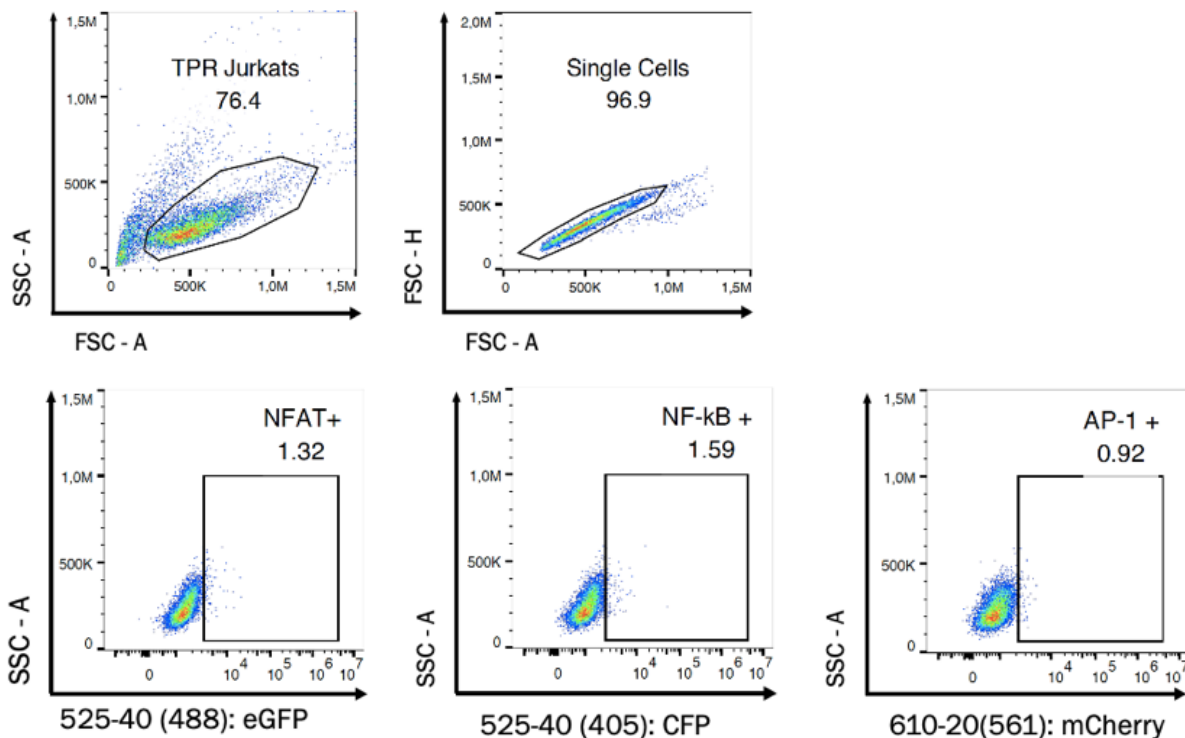 1,5M
TPR Jurkats
76.4
1,0M
500K
0
500K
1,0M
1,5M
SSC - A
FSC - A
2,0M
Single Cells
96.9
1,5M
1,0M
500K
0
0
500K
1,0M
1,5M
FSC - H
FSC - A
1,5M
NFAT+
1.32
1,0M
500K
0
0
10^4
10^5
10^6
10^7
SSC - A
525-40 (488): eGFP
1,5M
NF-kB +
1.59
1,0M
500K
0
0
10^4
10^5
10^6
10^7
SSC - A
525-40 (405): CFP
1,5M
AP-1 +
0.92
1,0M
500K
0
0
10^4
10^5
10^6
10^7
SSC - A
610-20(561): mCherry